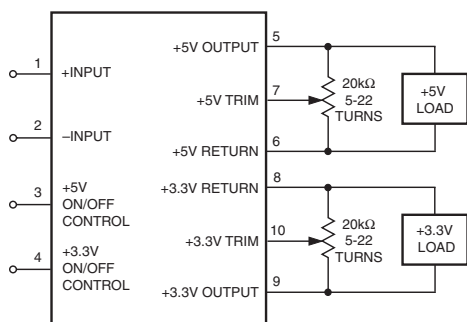 1
+INPUT
2
–INPUT
3
+5V
ON/OFF
CONTROL
4
+3.3V
ON/OFF
CONTROL
+5V OUTPUT
5
+5V TRIM
7
+5V RETURN
6
+3.3V RETURN
8
+3.3V TRIM
10
+3.3V OUTPUT
9
20kΩ
5-22
TURNS
+5V
LOAD
20kΩ
5-22
TURNS
+3.3V
LOAD